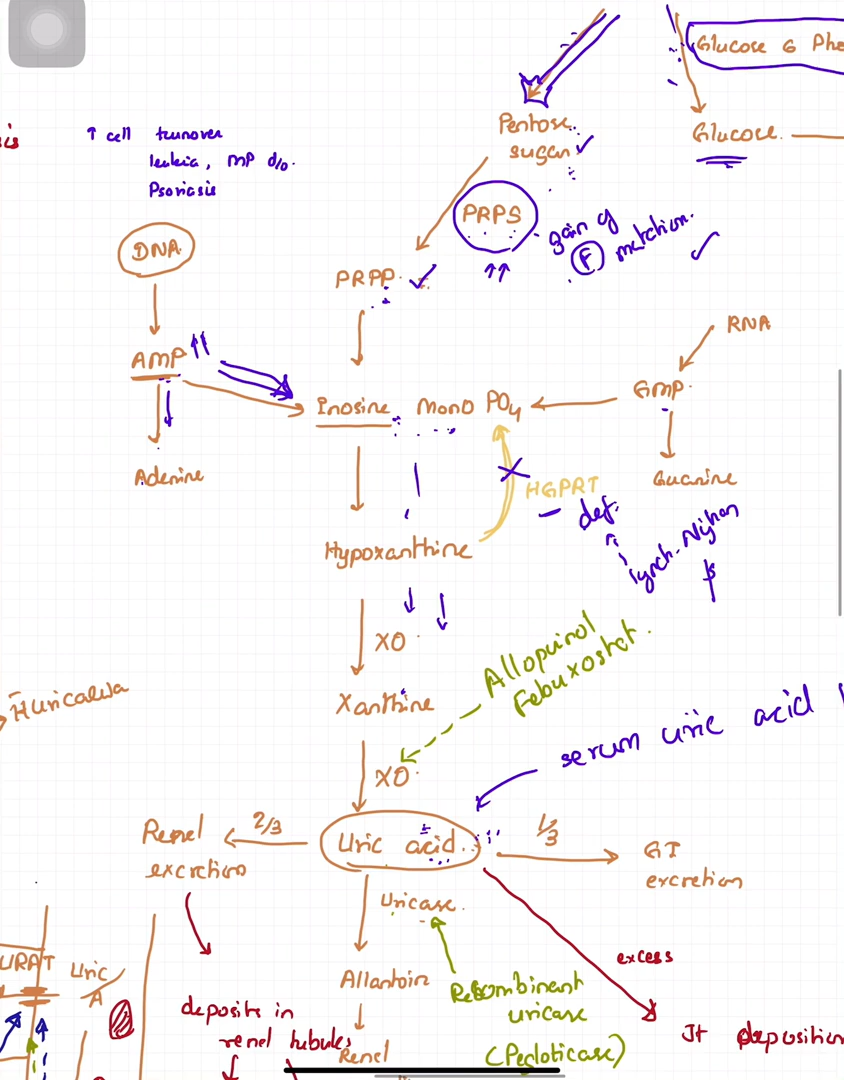 Glucose 6 Pho
Pentose
sugar
Glucose
sis
↑ cell turnover
leukia, MP d/o.
Psoriasis
PRPS
gain of
F mutation.
↑↑
DNA
PRPP
RNA
AMP ↑↑
GMP
Inosine Mono PO4
Adenine
HGPRT
Guanine
def.
Lynch. Nyhan
Hypoxanthine
XO
Allopurinol
Febuxostat.
Xanthine
serum uric acid
XO
Renal
excretion
2/3
Uric acid
1/3
GI
excretion
Uricase
URAT
Uric
A
Allantoin
Recombinant
uricase
(Pegloticase)
excess
deposits in
renal tubules
Renal
Jt deposition